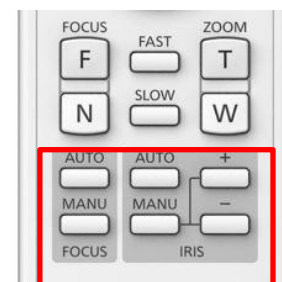 FOCUS FAST ZOOM
F T
SLOW
N W
AUTO AUTO +
MANU MANU -
FOCUS IRIS